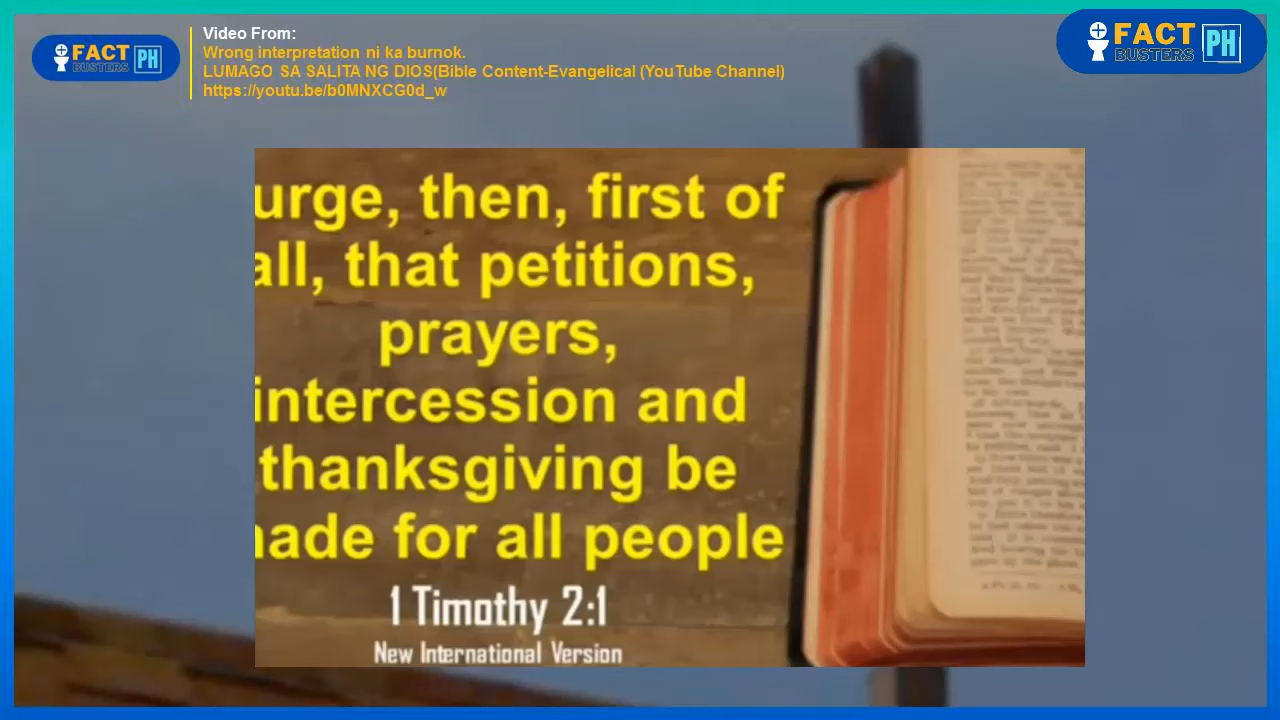 FACT
BUSTERS
PH
Video From:
Wrong interpretation ni ka burnok.
LUMAGO SA SALITA NG DIOS(Bible Content-Evangelical (YouTube Channel)
https://youtu.be/b0MNXCG0d_w
FACT
BUSTERS
PH
urge, then, first of
all, that petitions,
prayers,
intercession and
thanksgiving be
ade for all people
1 Timothy 2:1
New International Version